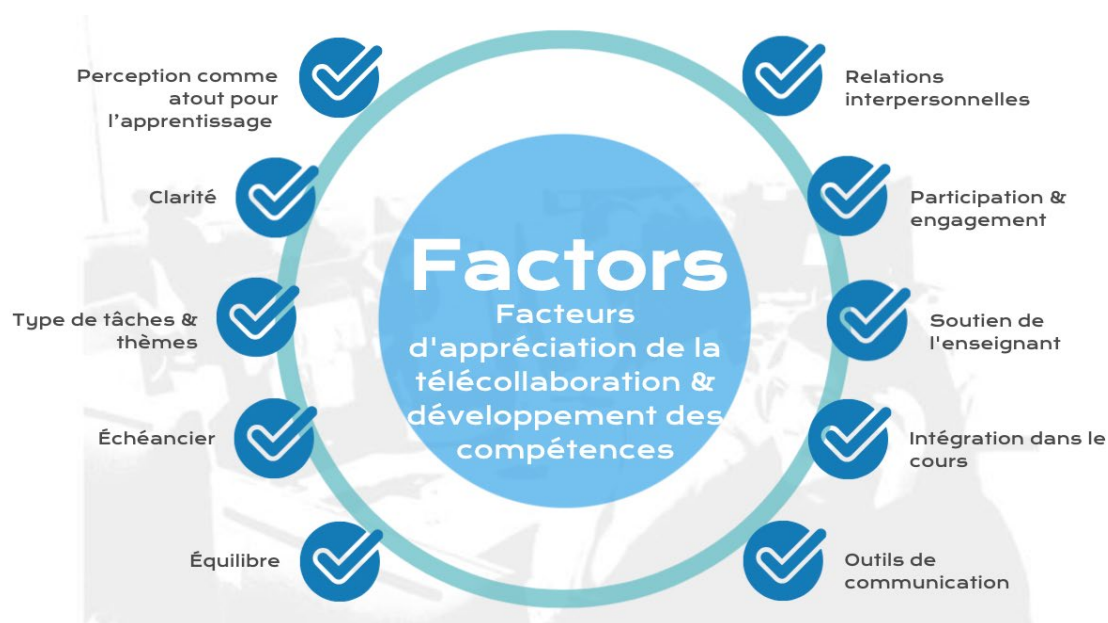 Factors
Facteurs
d'appréciation de la
télécollaboration &
développement des
compétences
Perception comme
atout pour
l’apprentissage
Clarité
Type de tâches &
thèmes
Échéancier
Équilibre
Relations
interpersonnelles
Participation &
engagement
Soutien de
l'enseignant
Intégration dans le
cours
Outils de
communication